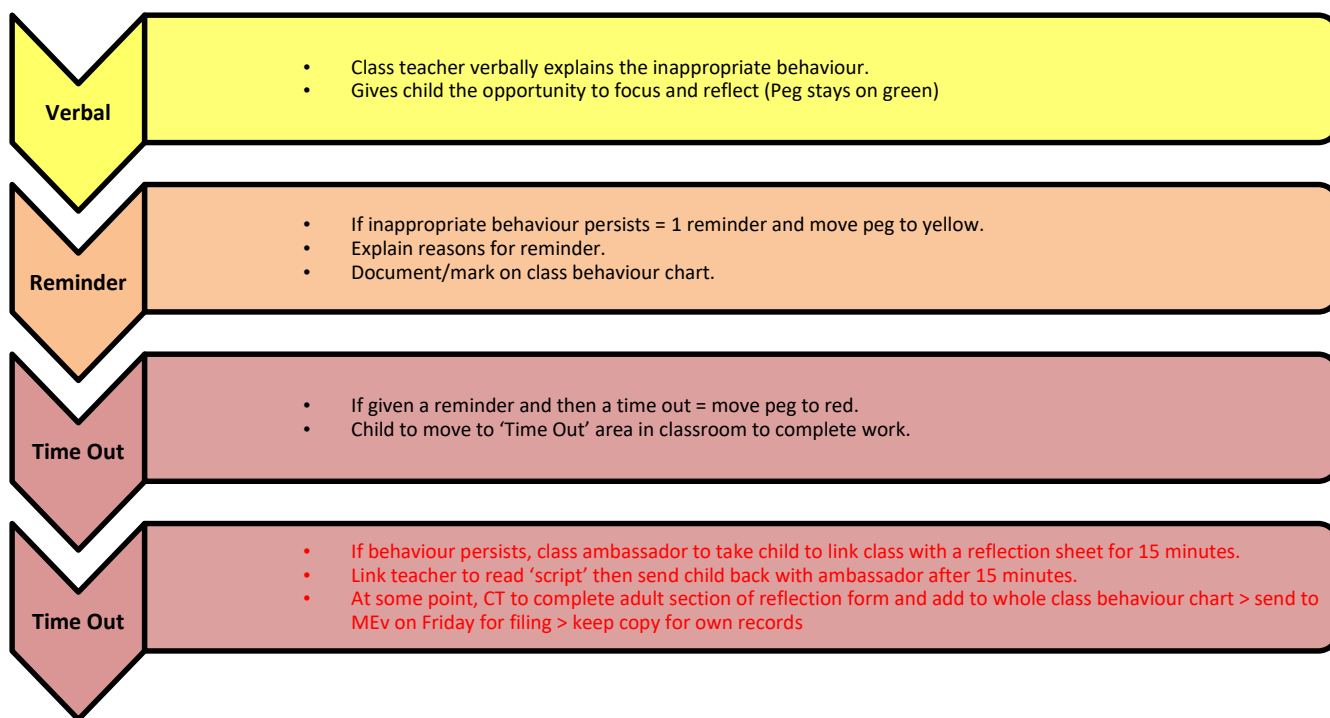 Verbal
• Class teacher verbally explains the inappropriate behaviour.
• Gives child the opportunity to focus and reflect (Peg stays on green)
Reminder
• If inappropriate behaviour persists = 1 reminder and move peg to yellow.
• Explain reasons for reminder.
• Document/mark on class behaviour chart.
Time Out
• If given a reminder and then a time out = move peg to red.
• Child to move to ‘Time Out’ area in classroom to complete work.
Time Out
• If behaviour persists, class ambassador to take child to link class with a reflection sheet for 15 minutes.
• Link teacher to read ‘script’ then send child back with ambassador after 15 minutes.
• At some point, CT to complete adult section of reflection form and add to whole class behaviour chart > send to
MEv on Friday for filing > keep copy for own records